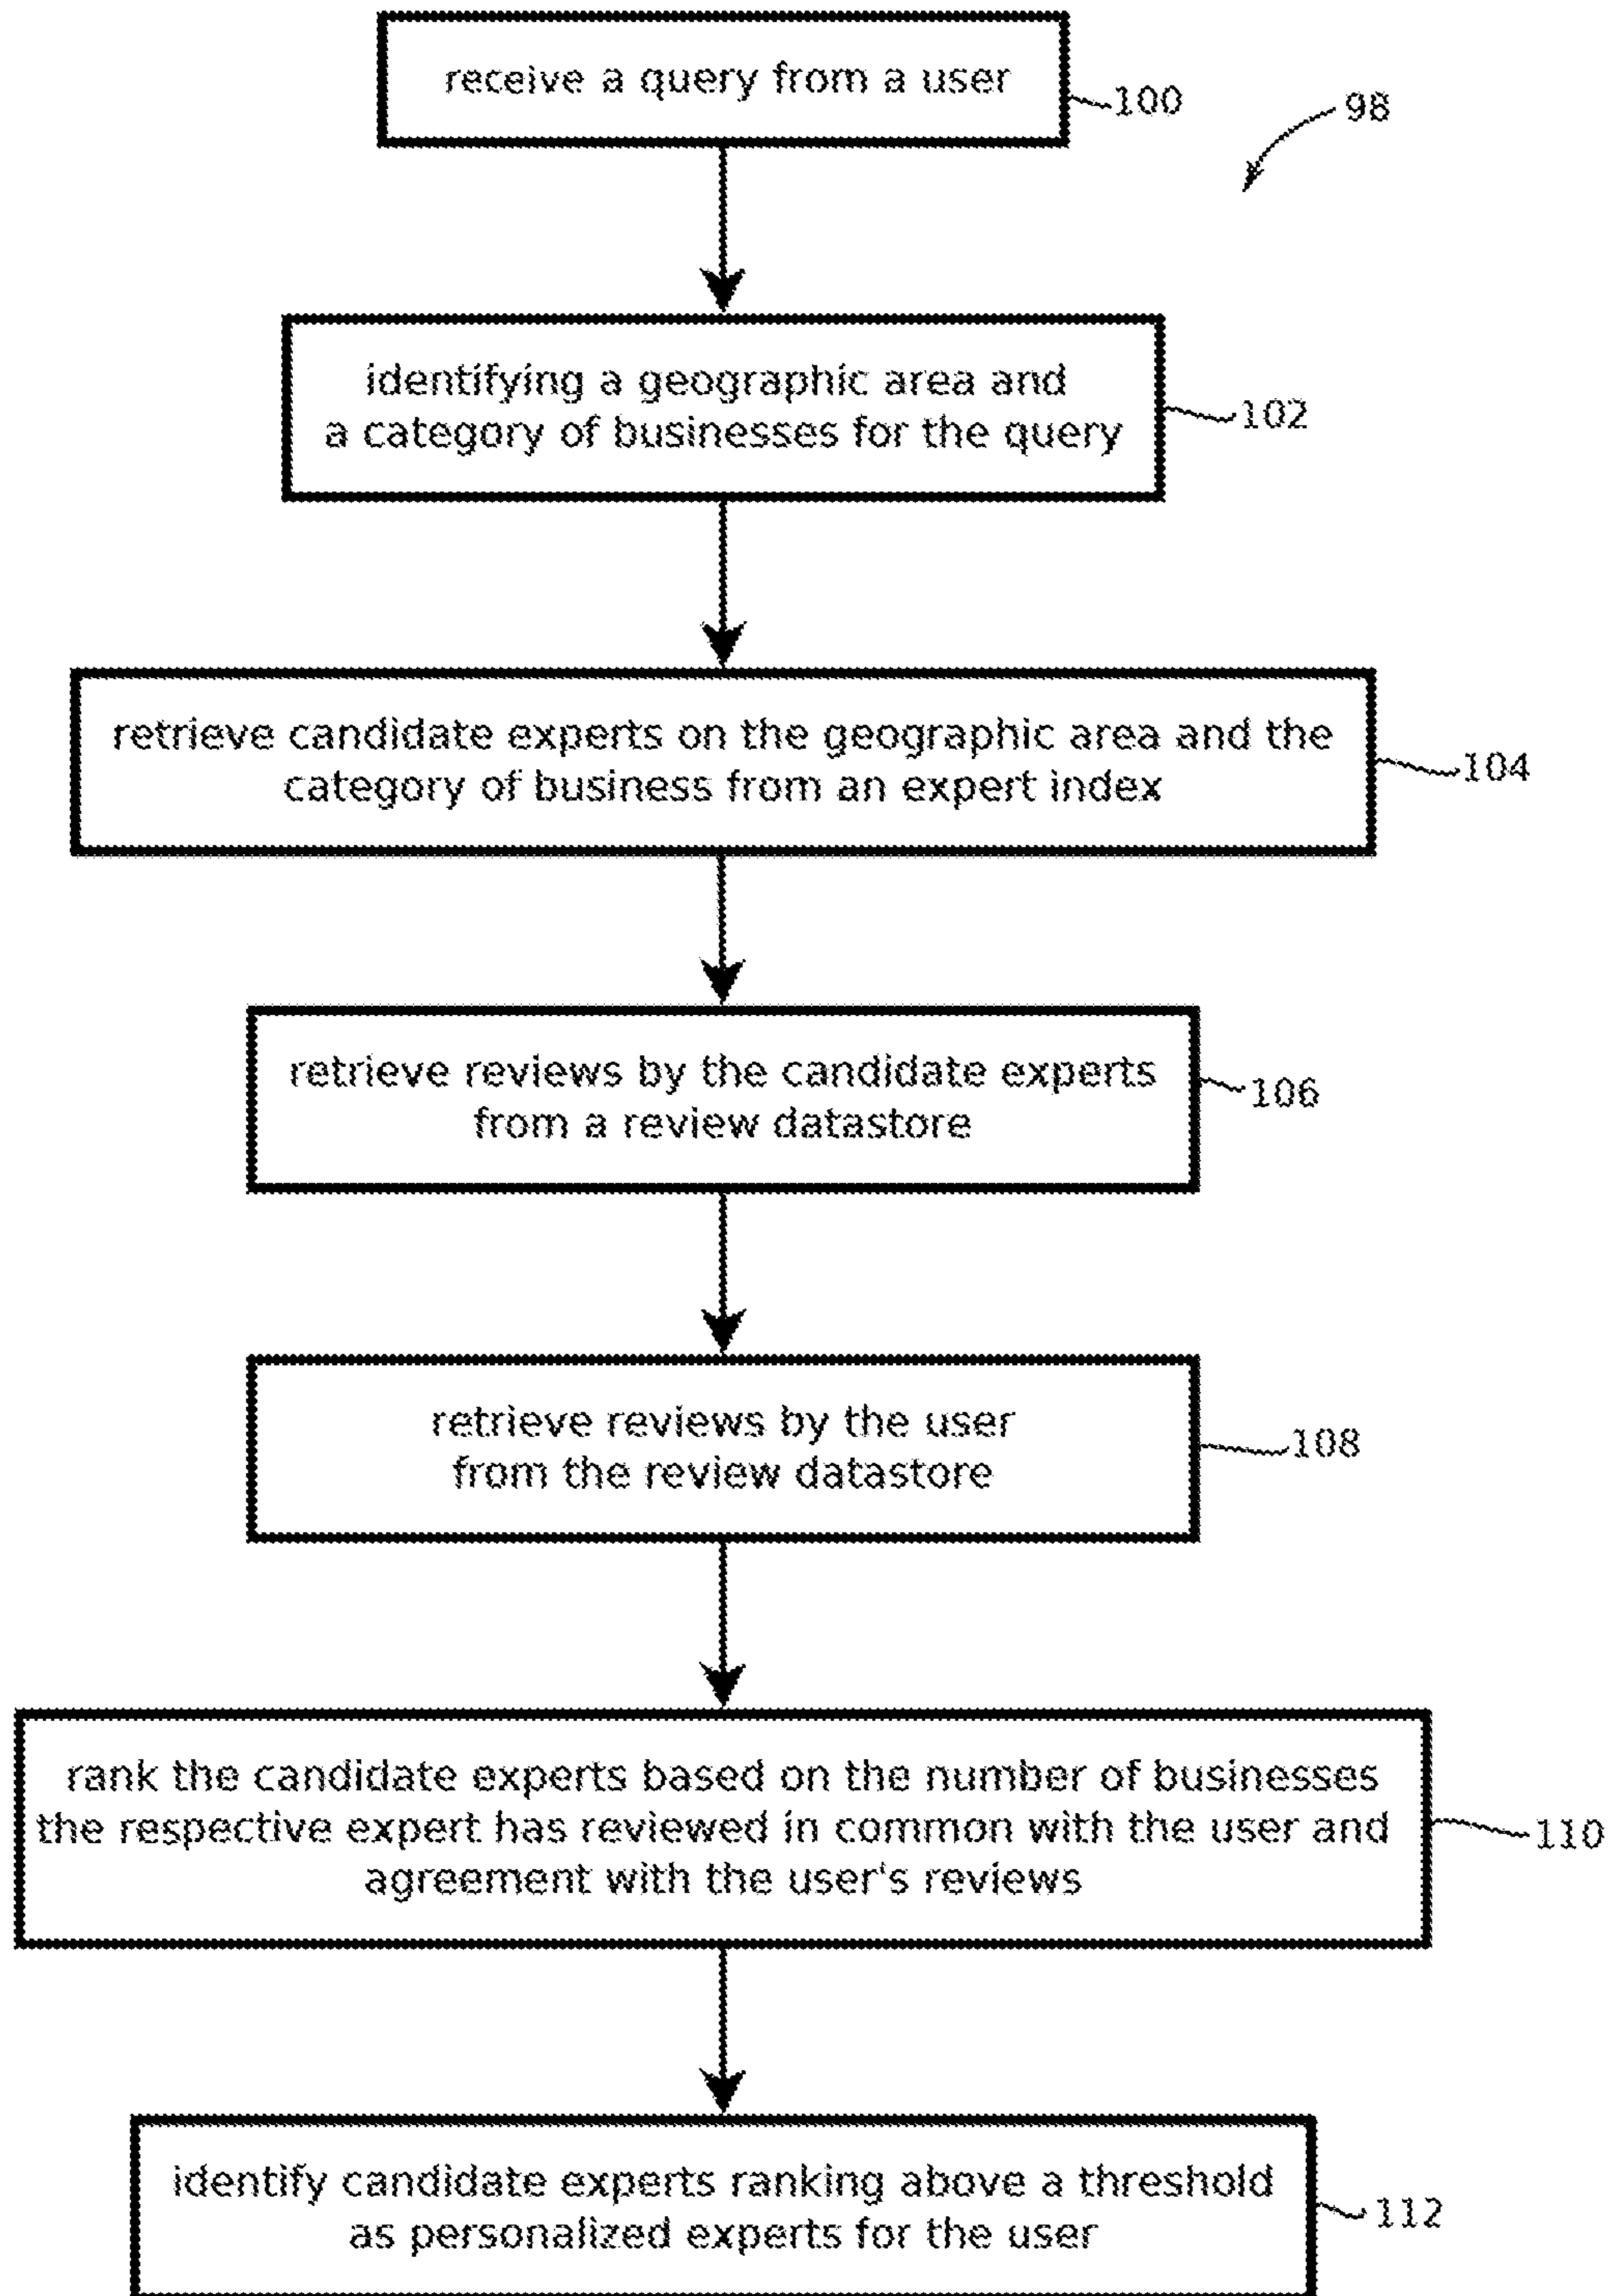 receive a query from a user
100
98
identifying a geographic area and
a category of businesses for the query
102
retrieve candidate experts on the geographic area and the
category of business from an expert index
104
retrieve reviews by the candidate experts
from a review datastore
106
retrieve reviews by the user
from the review datastore
108
rank the candidate experts based on the number of businesses
the respective expert has reviewed in common with the user and
agreement with the user's reviews
110
identify candidate experts ranking above a threshold
as personalized experts for the user
112